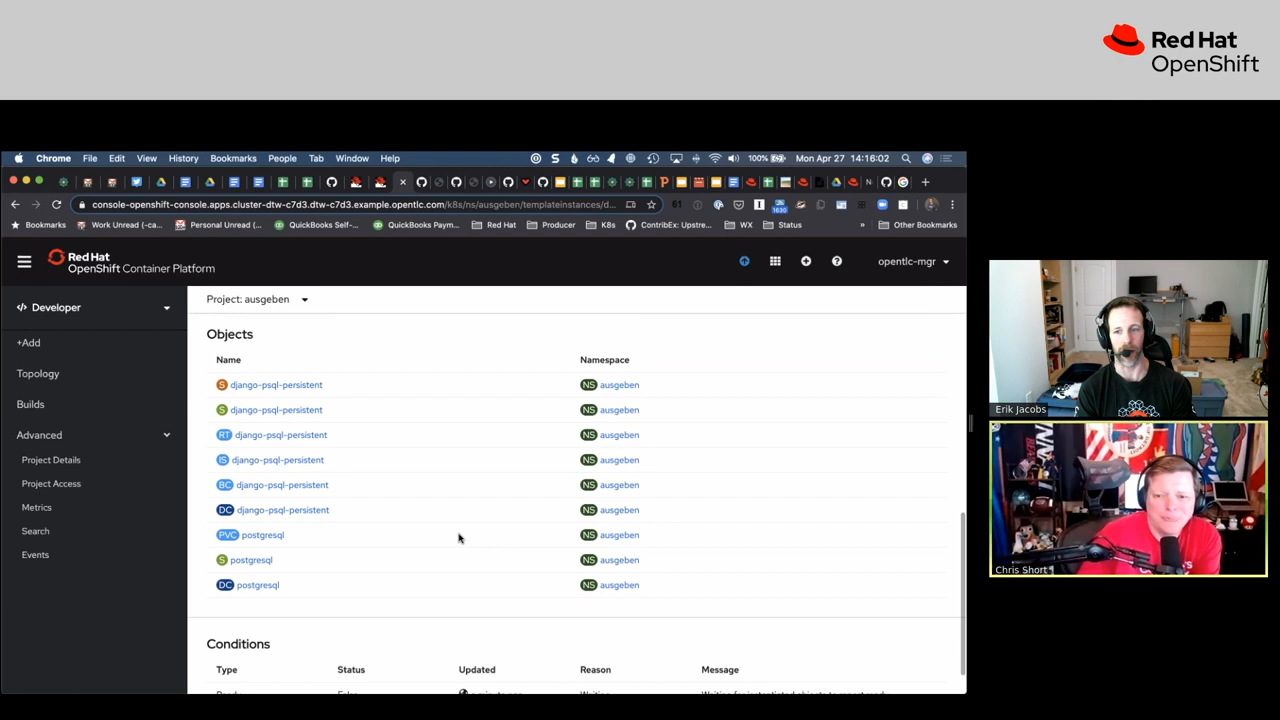 Red Hat
OpenShift
Chrome File Edit View History Bookmarks People Tab Window Help 100% Mon Apr 27 14:16:02
console-openshift-console.apps.cluster-dtw-c7d3.dtw-c7d3.example.opentlc.com/k8s/ns/ausgeben/templateinstances/d... 61 1630
Bookmarks Work Unread (-ca... Personal Unread (... QuickBooks Self-... QuickBooks Paym... Red Hat Producer K8s ContribEx: Upstre... WX Status » Other Bookmarks
Red Hat
OpenShift Container Platform
opentlc-mgr
Developer
+Add
Topology
Builds
Advanced
Project Details
Project Access
Metrics
Search
Events
Project: ausgeben
Objects
Name Namespace
S django-psql-persistent NS ausgeben
S django-psql-persistent NS ausgeben
RT django-psql-persistent NS ausgeben
IS django-psql-persistent NS ausgeben
BC django-psql-persistent NS ausgeben
DC django-psql-persistent NS ausgeben
PVC postgresql NS ausgeben
S postgresql NS ausgeben
DC postgresql NS ausgeben
Conditions
Type Status Updated Reason Message
Erik Jacobs
Chris Short